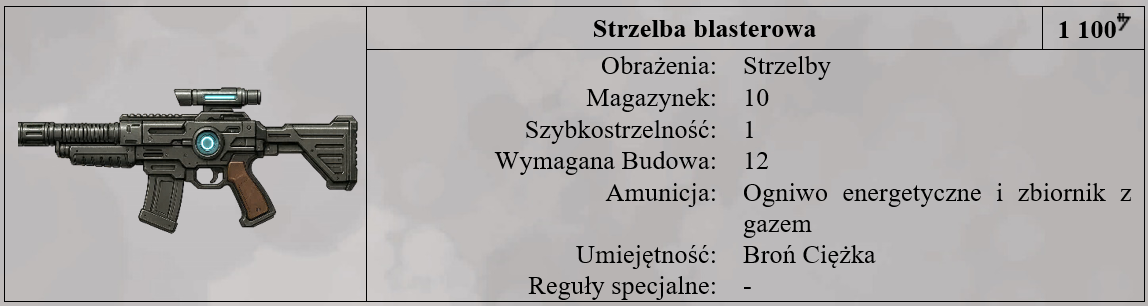 Strzelba blasterowa 1 100
Obrażenia: Strzelby
Magazynek: 10
Szybkostrzelność: 1
Wymagana Budowa: 12
Amunicja: Ogniwo energetyczne i zbiornik z
gazem
Umiejętność: Broń Ciężka
Reguły specjalne: -